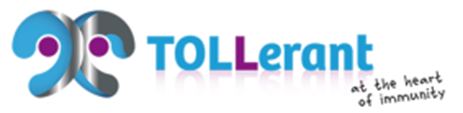 TOLLerant
at the heart
of immunity